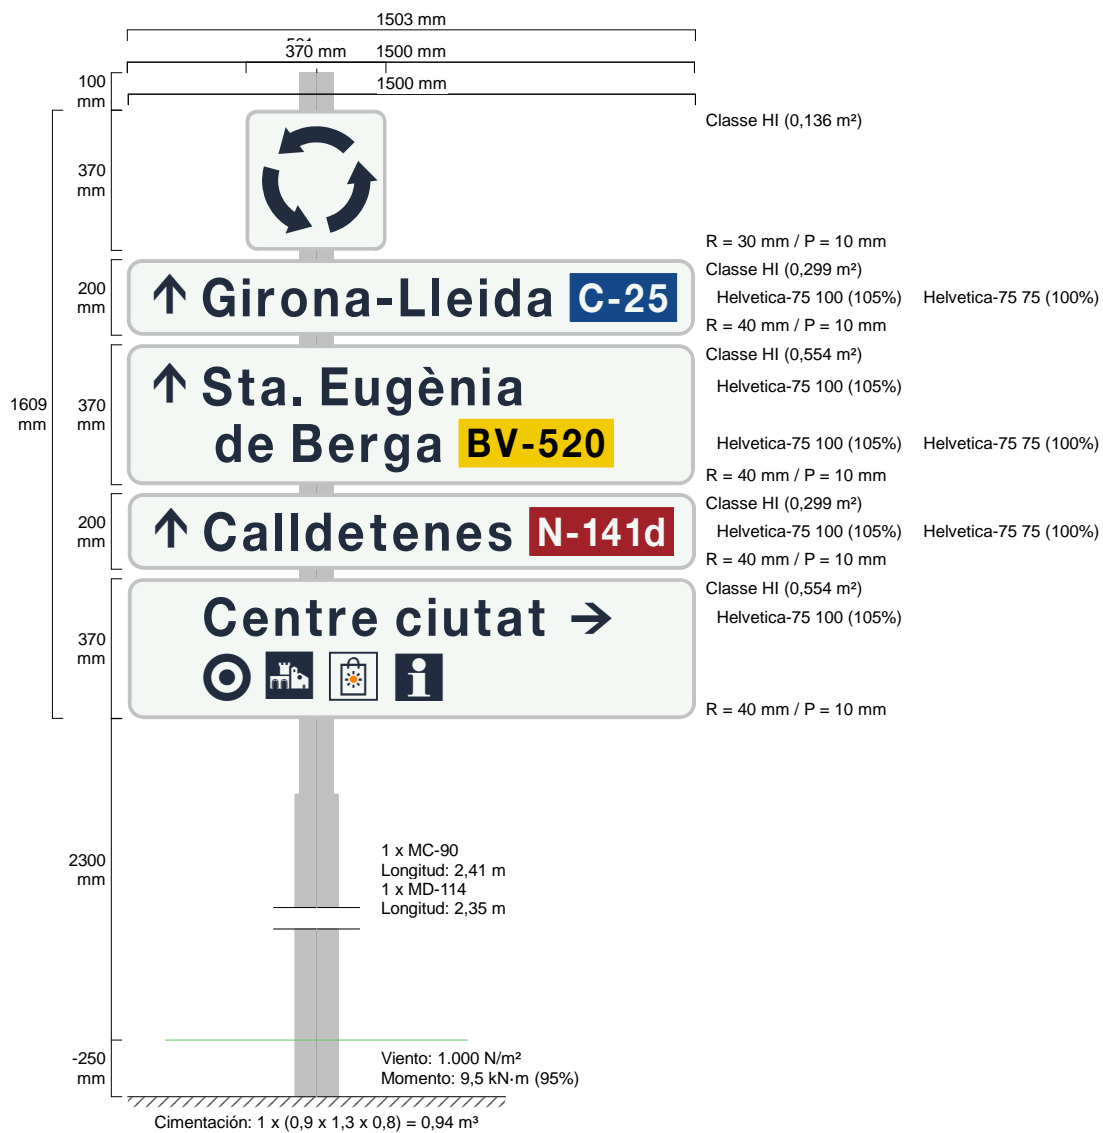 1503 mm
370 mm
1500 mm
1500 mm
100 mm
Classe HI (0,136 m²)
370 mm
R = 30 mm / P = 10 mm
Classe HI (0,299 m²)
200 mm
Girona-Lleida C-25
Helvetica-75 100 (105%) Helvetica-75 75 (100%)
R = 40 mm / P = 10 mm
Classe HI (0,554 m²)
Sta. Eugènia
Helvetica-75 100 (105%)
1609 mm
370 mm
de Berga BV-520
Helvetica-75 100 (105%) Helvetica-75 75 (100%)
R = 40 mm / P = 10 mm
Classe HI (0,299 m²)
200 mm
Calldetenes N-141d
Helvetica-75 100 (105%) Helvetica-75 75 (100%)
R = 40 mm / P = 10 mm
Classe HI (0,554 m²)
Centre ciutat
Helvetica-75 100 (105%)
370 mm
i
R = 40 mm / P = 10 mm
2300 mm
1 x MC-90
Longitud: 2,41 m
1 x MD-114
Longitud: 2,35 m
-250 mm
Viento: 1.000 N/m²
Momento: 9,5 kN·m (95%)
Cimentación: 1 x (0,9 x 1,3 x 0,8) = 0,94 m³